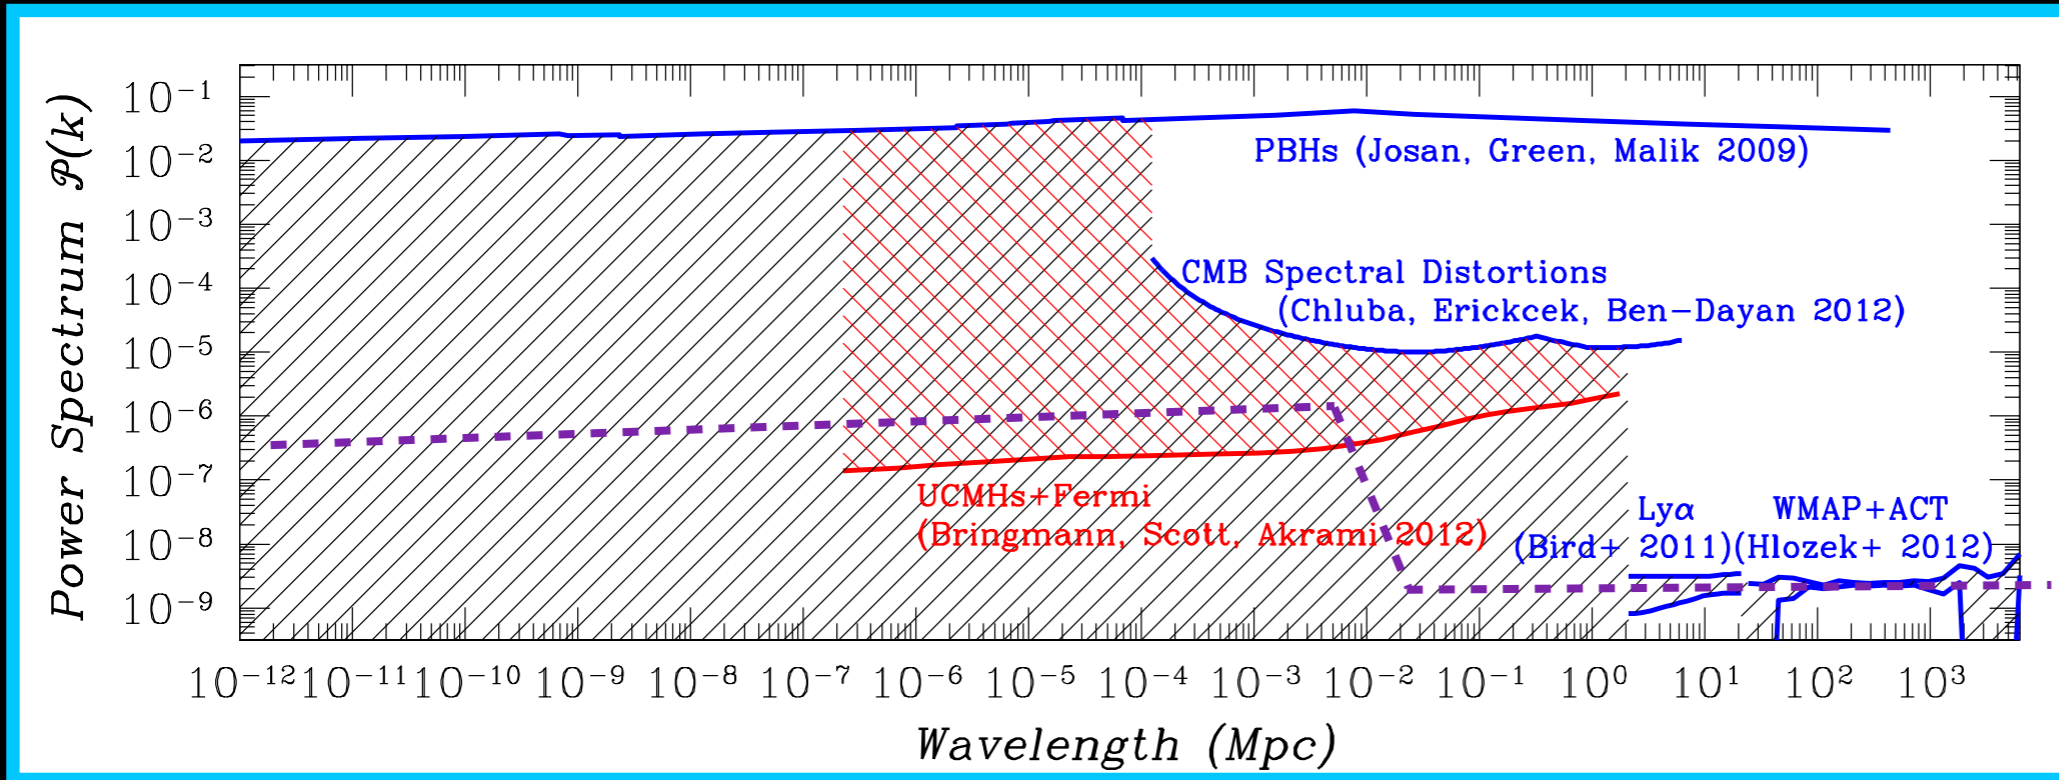 Power Spectrum 𝒫(k)
10⁻¹
10⁻²
10⁻³
10⁻⁴
10⁻⁵
10⁻⁶
10⁻⁷
10⁻⁸
10⁻⁹
PBHs (Josan, Green, Malik 2009)
CMB Spectral Distortions
(Chluba, Erickcek, Ben-Dayan 2012)
UCMHs+Fermi
(Bringmann, Scott, Akrami 2012)
Lyα
(Bird+ 2011)
WMAP+ACT
(Hlozek+ 2012)
10⁻¹² 10⁻¹¹ 10⁻¹⁰ 10⁻⁹ 10⁻⁸ 10⁻⁷ 10⁻⁶ 10⁻⁵ 10⁻⁴ 10⁻³ 10⁻² 10⁻¹ 10⁰ 10¹ 10² 10³
Wavelength (Mpc)